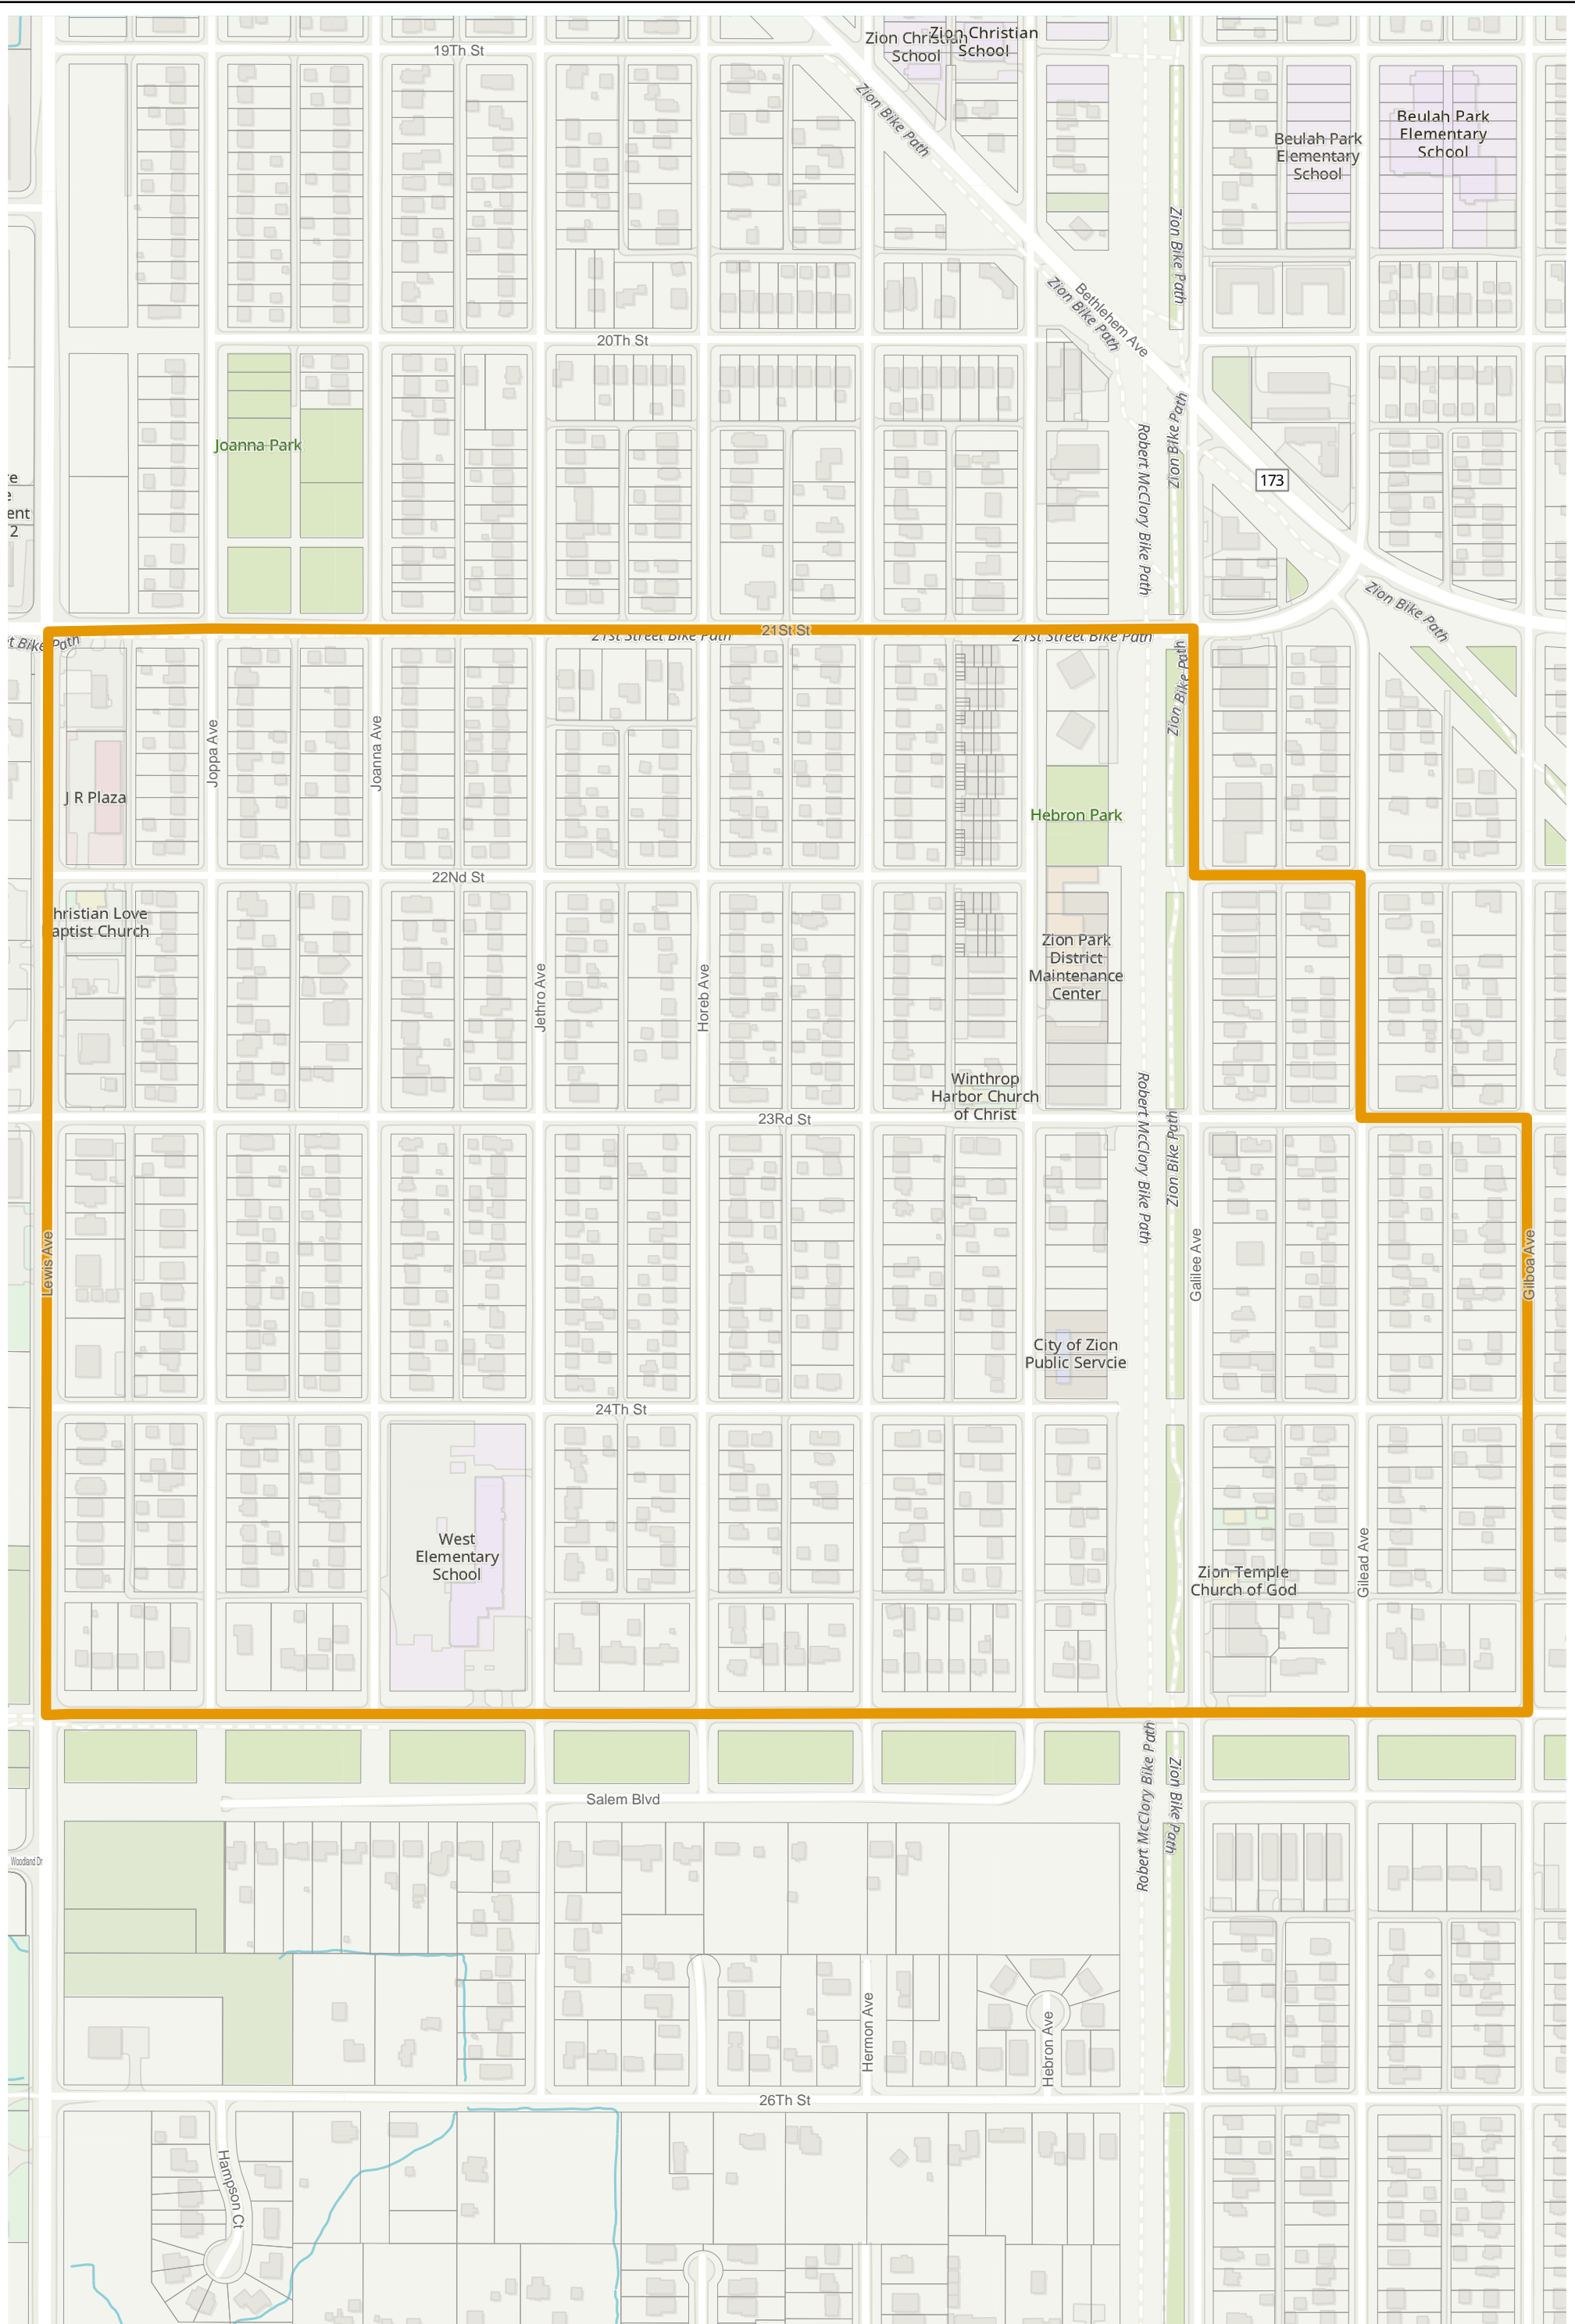 19Th St
Zion Christian
School
Zion Christian
School
Zion Bike Path
Beulah Park
Elementary
School
Beulah Park
Elementary
School
Zion Bike Path
Bethlehem Ave
Zion Bike Path
20Th St
Joanna Park
Zion Bike Path
Robert McClory Bike Path
173
ent
2
Zion Bike Path
t Bike Path
21st Street Bike Path
21St St
21st Street Bike Path
Zion Bike Path
Joppa Ave
Joanna Ave
J R Plaza
Hebron Park
22Nd St
hristian Love
aptist Church
Jethro Ave
Horeb Ave
Zion Park
District
Maintenance
Center
Winthrop
Harbor Church
of Christ
23Rd St
Robert McClory Bike Path
Zion Bike Path
Lewis Ave
Galilee Ave
Gilboa Ave
City of Zion
Public Servcie
24Th St
West
Elementary
School
Gilead Ave
Zion Temple
Church of God
Robert McClory Bike Path
Zion Bike Path
Salem Blvd
Woodland Dr
Hermon Ave
Hebron Ave
26Th St
Hampson Ct